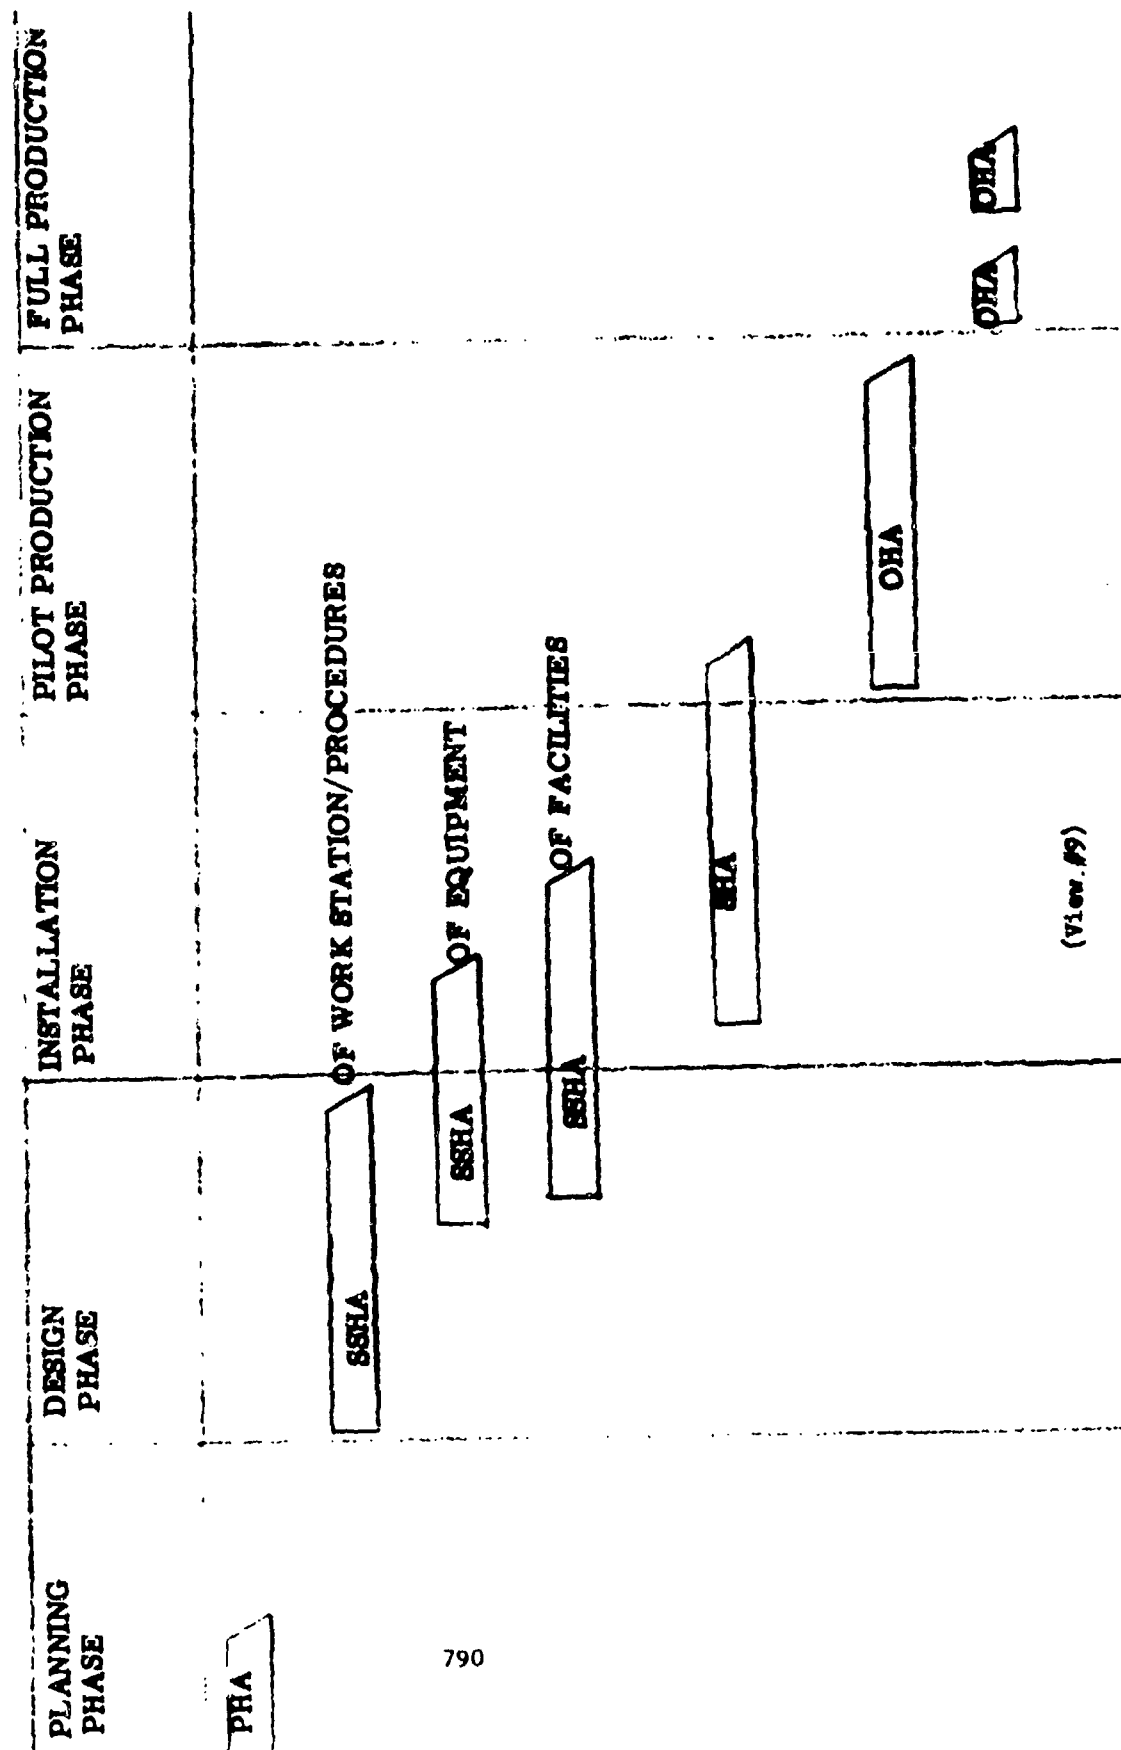 PLANNING
PHASE
DESIGN
PHASE
INSTALLATION
PHASE
PILOT PRODUCTION
PHASE
FULL PRODUCTION
PHASE
PHA
SSHA
OF WORK STATION/PROCEDURES
SSHA
OF EQUIPMENT
SSHA
OF FACILITIES
SHA
OHA
OHA
OHA
(View.#9)
790